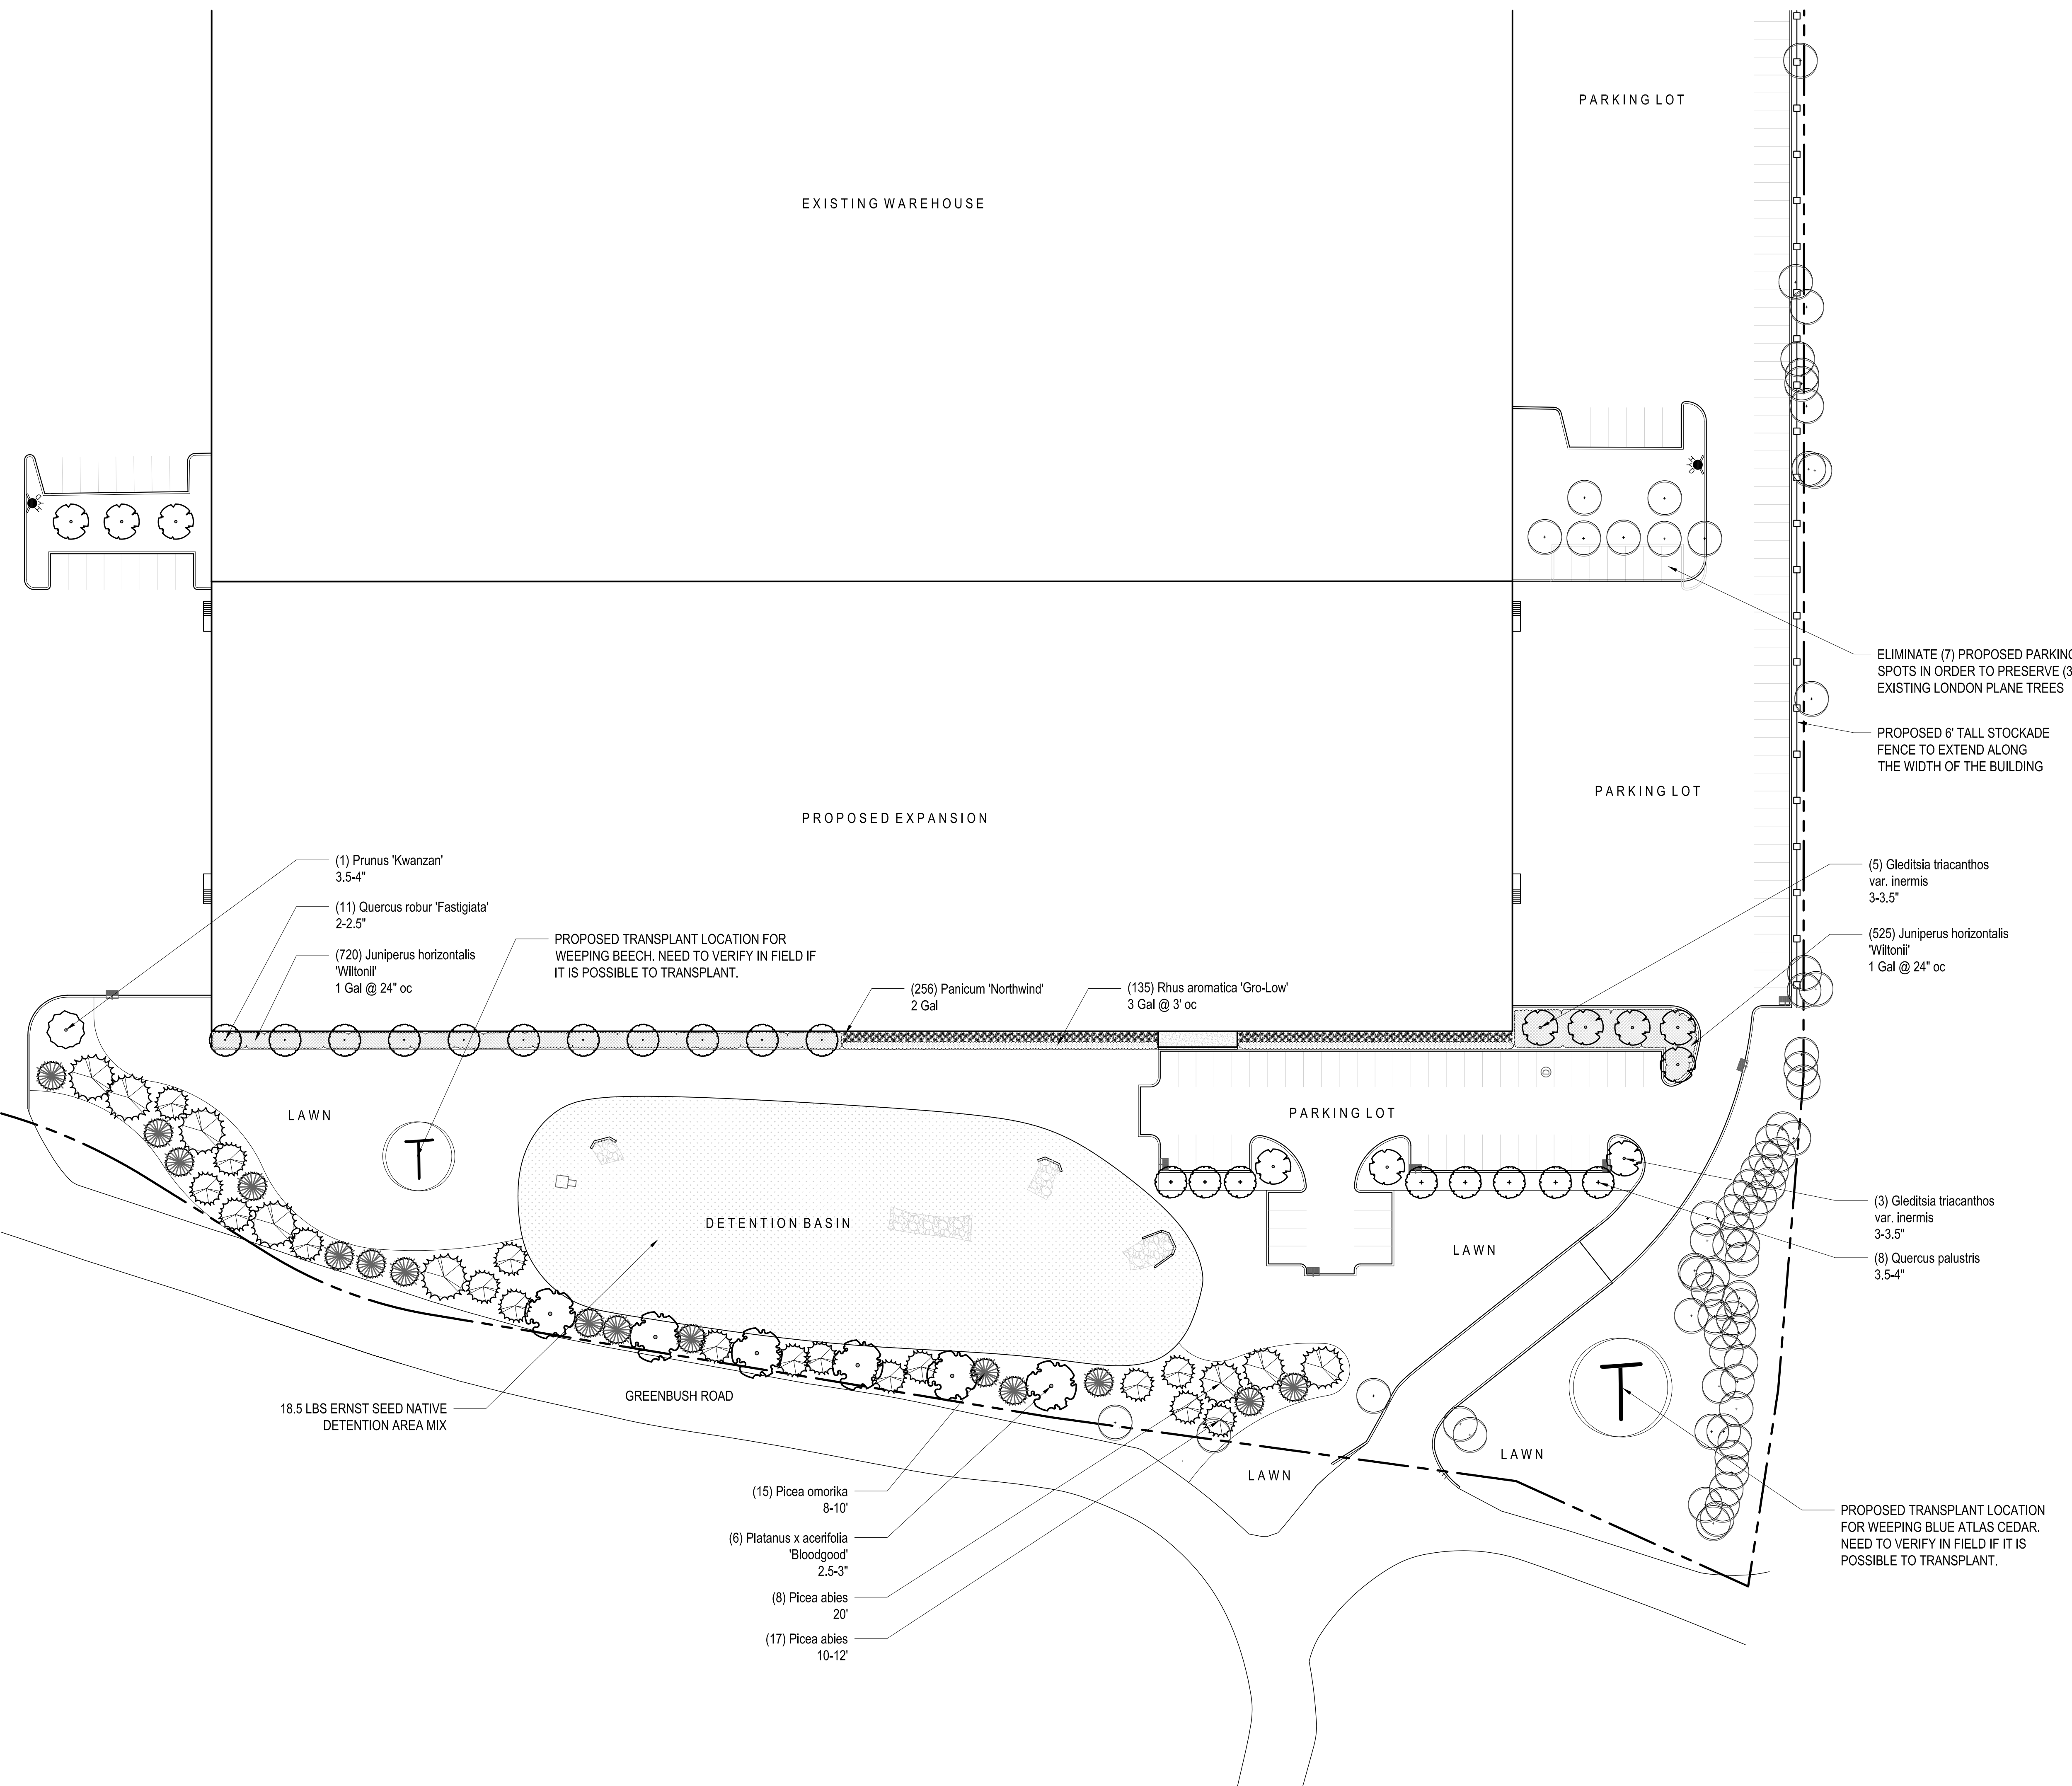 PARKING LOT
EXISTING WAREHOUSE
HYD
HYD
ELIMINATE (7) PROPOSED PARKING
SPOTS IN ORDER TO PRESERVE (3
EXISTING LONDON PLANE TREES
PROPOSED 6' TALL STOCKADE
FENCE TO EXTEND ALONG
THE WIDTH OF THE BUILDING
PARKING LOT
PROPOSED EXPANSION
(1) Prunus 'Kwanzan'
3.5-4"
(11) Quercus robur 'Fastigiata'
2-2.5"
(720) Juniperus horizontalis
'Wiltonii'
1 Gal @ 24" oc
PROPOSED TRANSPLANT LOCATION FOR
WEEPING BEECH. NEED TO VERIFY IN FIELD IF
IT IS POSSIBLE TO TRANSPLANT.
(256) Panicum 'Northwind'
2 Gal
(135) Rhus aromatica 'Gro-Low'
3 Gal @ 3' oc
(5) Gleditsia triacanthos
var. inermis
3-3.5"
(525) Juniperus horizontalis
'Wiltonii'
1 Gal @ 24" oc
LAWN
T
PARKING LOT
DETENTION BASIN
LAWN
(3) Gleditsia triacanthos
var. inermis
3-3.5"
(8) Quercus palustris
3.5-4"
T
GREENBUSH ROAD
18.5 LBS ERNST SEED NATIVE
DETENTION AREA MIX
LAWN
LAWN
(15) Picea omorika
8-10'
(6) Platanus x acerifolia
'Bloodgood'
2.5-3"
(8) Picea abies
20'
(17) Picea abies
10-12'
PROPOSED TRANSPLANT LOCATION
FOR WEEPING BLUE ATLAS CEDAR.
NEED TO VERIFY IN FIELD IF IT IS
POSSIBLE TO TRANSPLANT.